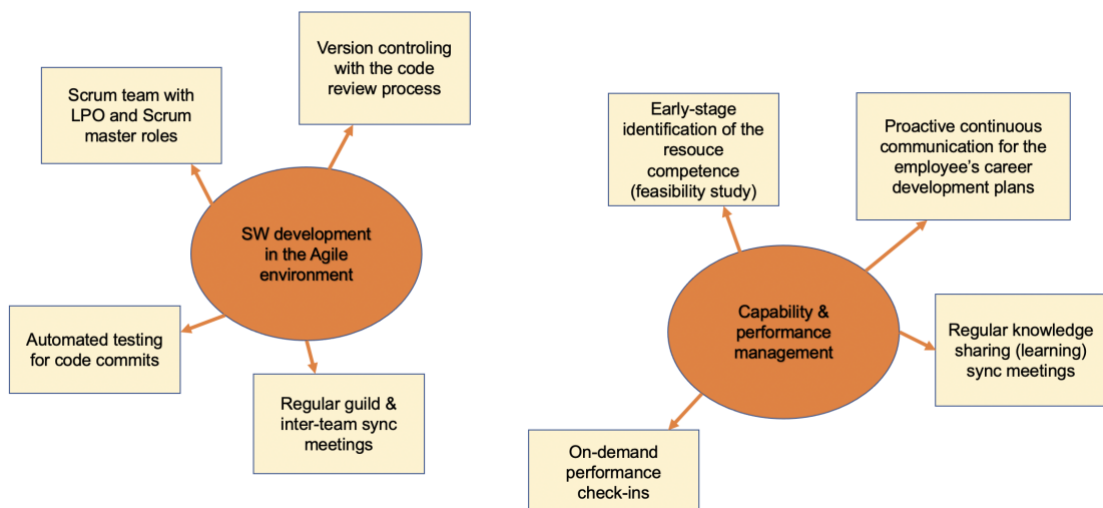 Version controling
with the code
review process
Scrum team with
LPO and Scrum
master roles
SW development
in the Agile
environment
Automated testing
for code commits
Regular guild &
inter-team sync
meetings
Early-stage
identification of the
resouce
competence
(feasibility study)
Proactive continuous
communication for the
employee's career
development plans
Capability &
performance
management
Regular knowledge
sharing (learning)
sync meetings
On-demand
performance
check-ins